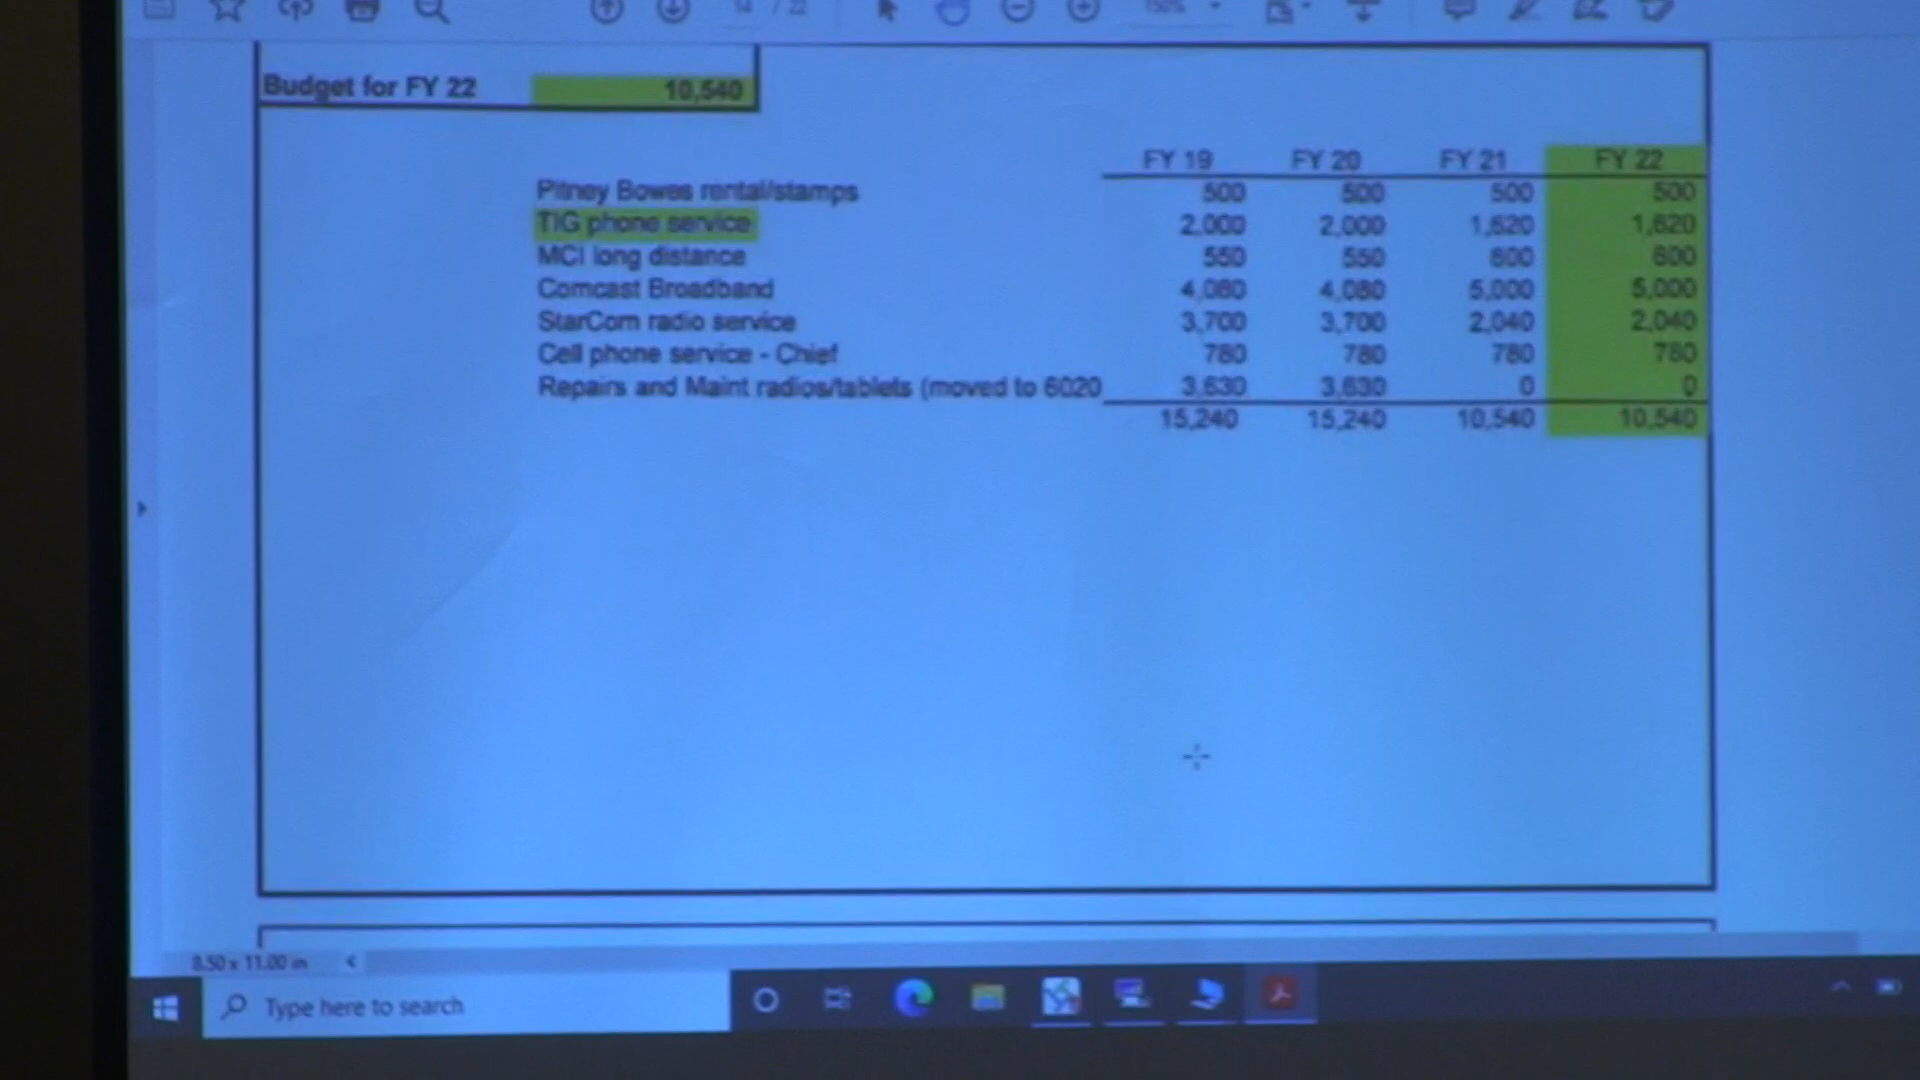 Budget for FY 22 10,540
FY 19 FY 20 FY 21 FY 22
Pitney Bowes rental/stamps 500 500 500 500
TIG phone service 2,000 2,000 1,620 1,620
MCI long distance 550 550 600 600
Comcast Broadband 4,080 4,080 5,000 5,000
StarCom radio service 3,700 3,700 2,040 2,040
Cell phone service - Chief 780 780 780 780
Repairs and Maint radios/tablets (moved to 6020 3,630 3,630 0 0
15,240 15,240 10,540 10,540
8.50 x 11.00 in
Type here to search